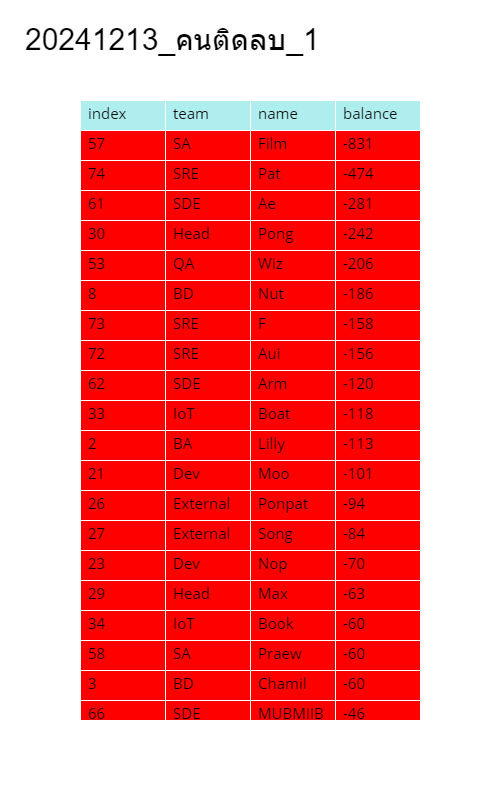 20241213_คนติดลบ_1
index team name balance
57 SA Film -831
74 SRE Pat -474
61 SDE Ae -281
30 Head Pong -242
53 QA Wiz -206
8 BD Nut -186
73 SRE F -158
72 SRE Aui -156
62 SDE Arm -120
33 IoT Boat -118
2 BA Lilly -113
21 Dev Moo -101
26 External Ponpat -94
27 External Song -84
23 Dev Nop -70
29 Head Max -63
34 IoT Book -60
58 SA Praew -60
3 BD Chamil -60
66 SDE -46